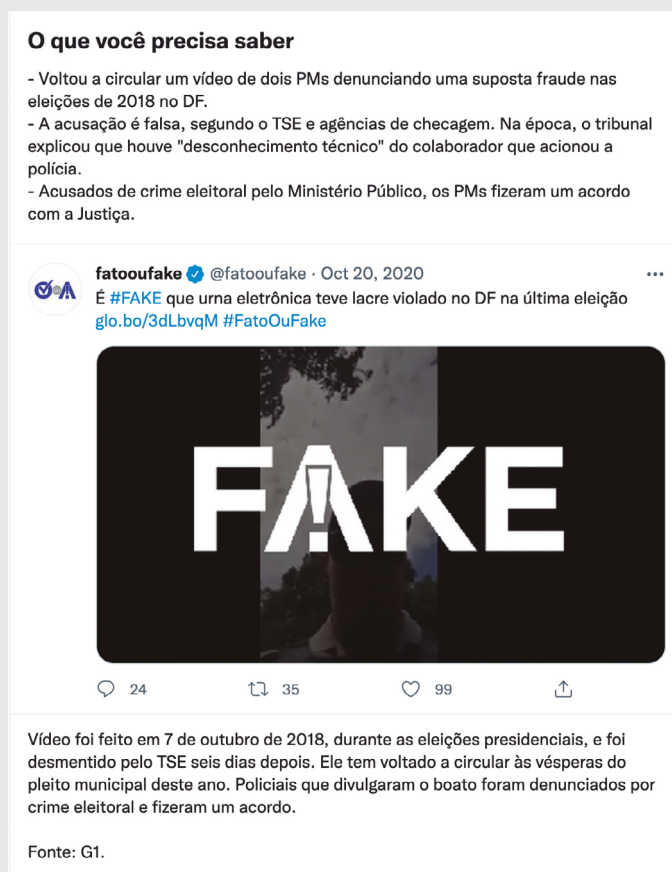 O que você precisa saber
- Voltou a circular um vídeo de dois PMs denunciando uma suposta fraude nas
eleições de 2018 no DF.
- A acusação é falsa, segundo o TSE e agências de checagem. Na época, o tribunal
explicou que houve "desconhecimento técnico" do colaborador que acionou a
polícia.
- Acusados de crime eleitoral pelo Ministério Público, os PMs fizeram um acordo
com a Justiça.
fatooufake @fatooufake · Oct 20, 2020
É #FAKE que urna eletrônica teve lacre violado no DF na última eleição
glo.bo/3dLbvqM #FatoOuFake
FAKE
24 35 99
Vídeo foi feito em 7 de outubro de 2018, durante as eleições presidenciais, e foi
desmentido pelo TSE seis dias depois. Ele tem voltado a circular às vésperas do
pleito municipal deste ano. Policiais que divulgaram o boato foram denunciados por
crime eleitoral e fizeram um acordo.
Fonte: G1.